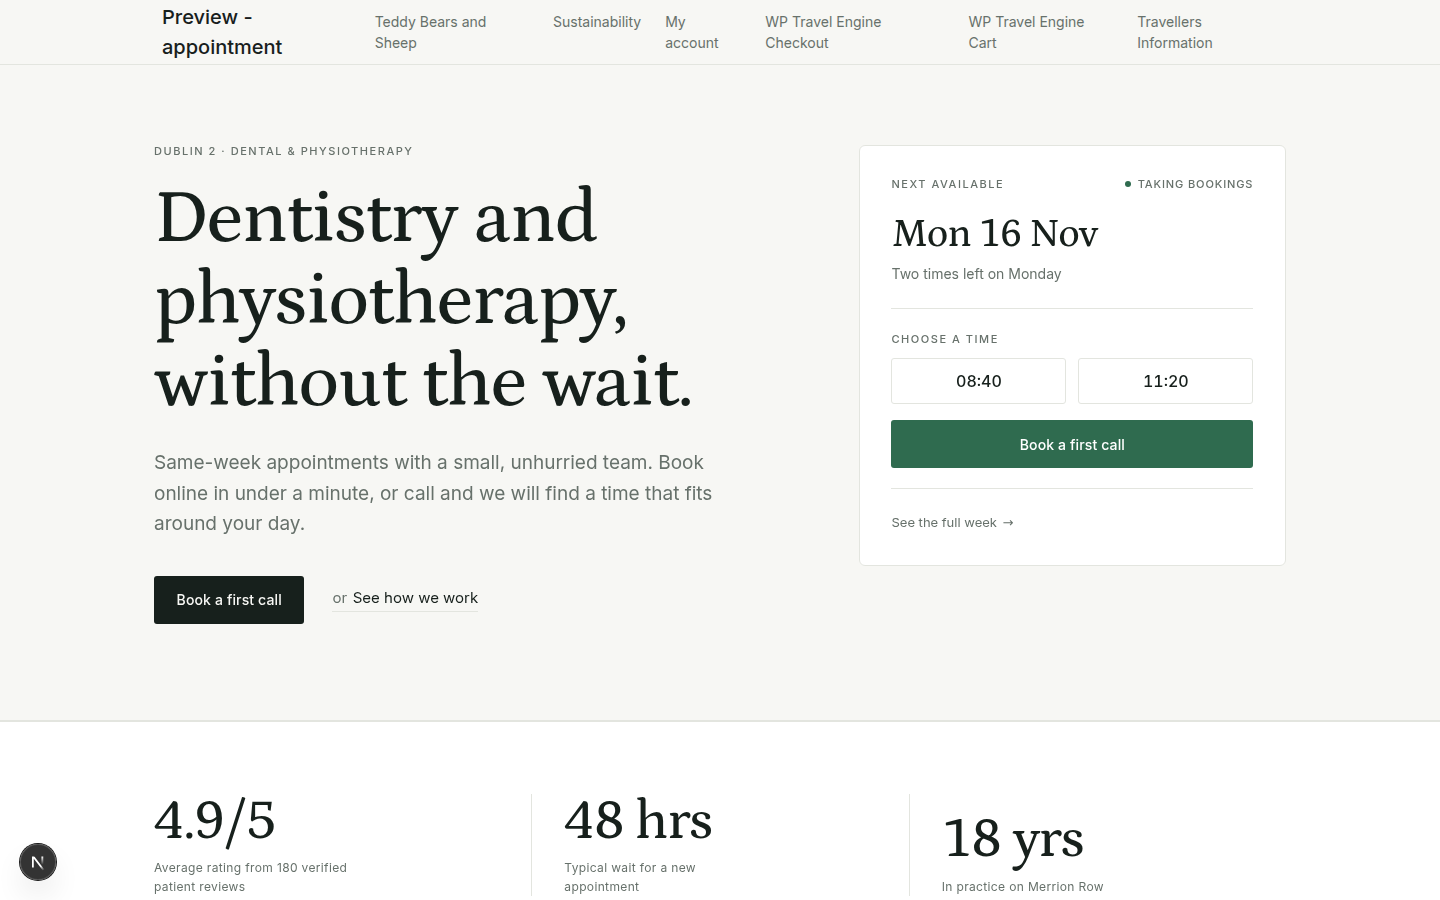 Preview -
appointment
Teddy Bears and
Sheep
Sustainability
My
account
WP Travel Engine
Checkout
WP Travel Engine
Cart
Travellers
Information
DUBLIN 2 · DENTAL & PHYSIOTHERAPY
Dentistry and
physiotherapy,
without the wait.
Same-week appointments with a small, unhurried team. Book
online in under a minute, or call and we will find a time that fits
around your day.
Book a first call
or See how we work
NEXT AVAILABLE
TAKING BOOKINGS
Mon 16 Nov
Two times left on Monday
CHOOSE A TIME
08:40
11:20
Book a first call
See the full week →
4.9/5
Average rating from 180 verified
patient reviews
48 hrs
Typical wait for a new
appointment
18 yrs
In practice on Merrion Row
N